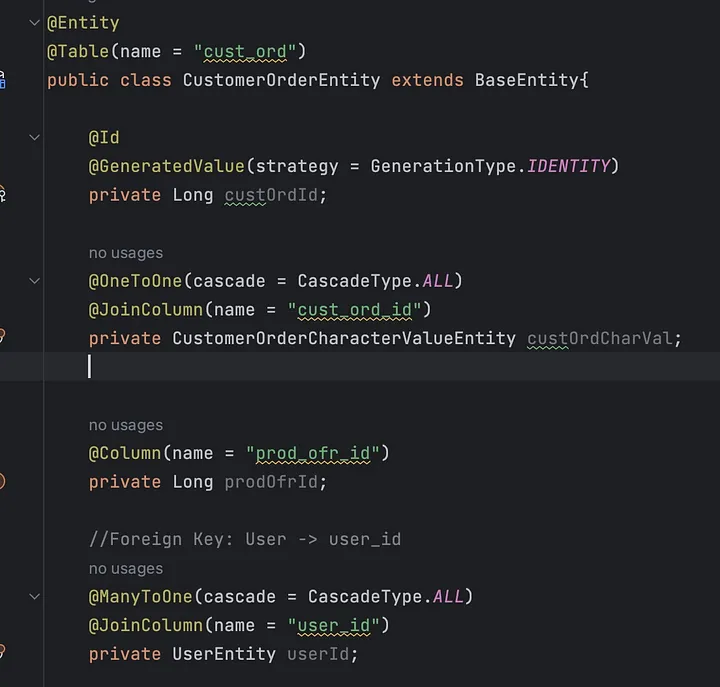 @Entity
@Table(name = "cust_ord")
public class CustomerOrderEntity extends BaseEntity{
@Id
@GeneratedValue(strategy = GenerationType.IDENTITY)
private Long custOrdId;
no usages
@OneToOne(cascade = CascadeType.ALL)
@JoinColumn(name = "cust_ord_id")
private CustomerOrderCharacterValueEntity custOrdCharVal;
no usages
@Column(name = "prod_ofr_id")
private Long prodOfrId;
//Foreign Key: User -> user_id
no usages
@ManyToOne(cascade = CascadeType.ALL)
@JoinColumn(name = "user_id")
private UserEntity userId;